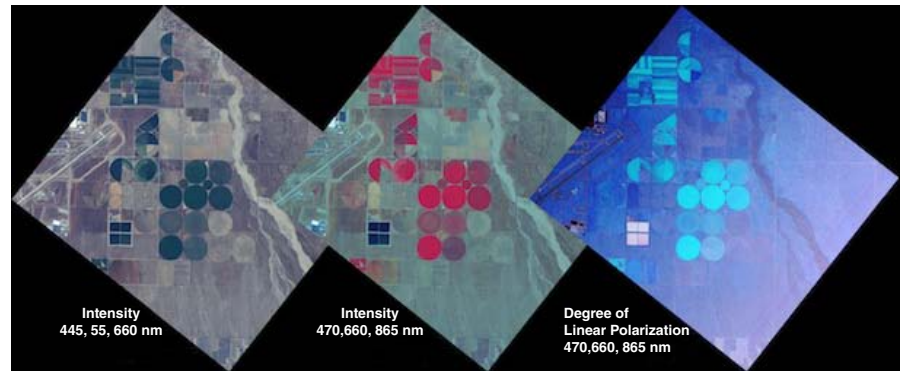 Intensity
445, 55, 660 nm
Intensity
470,660, 865 nm
Degree of
Linear Polarization
470,660, 865 nm